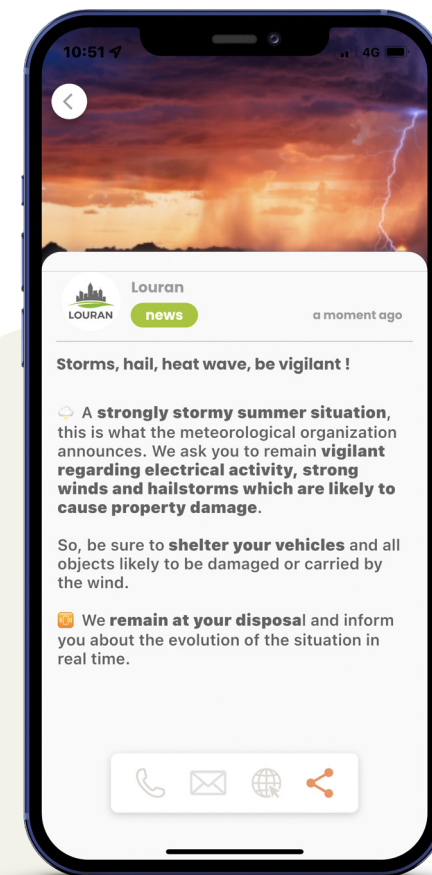 10:51
4G
Louran
LOURAN
news
a moment ago
Storms, hail, heat wave, be vigilant !
A strongly stormy summer situation,
this is what the meteorological organization
announces. We ask you to remain vigilant
regarding electrical activity, strong
winds and hailstorms which are likely to
cause property damage.
So, be sure to shelter your vehicles and all
objects likely to be damaged or carried by
the wind.
We remain at your disposal and inform
you about the evolution of the situation in
real time.